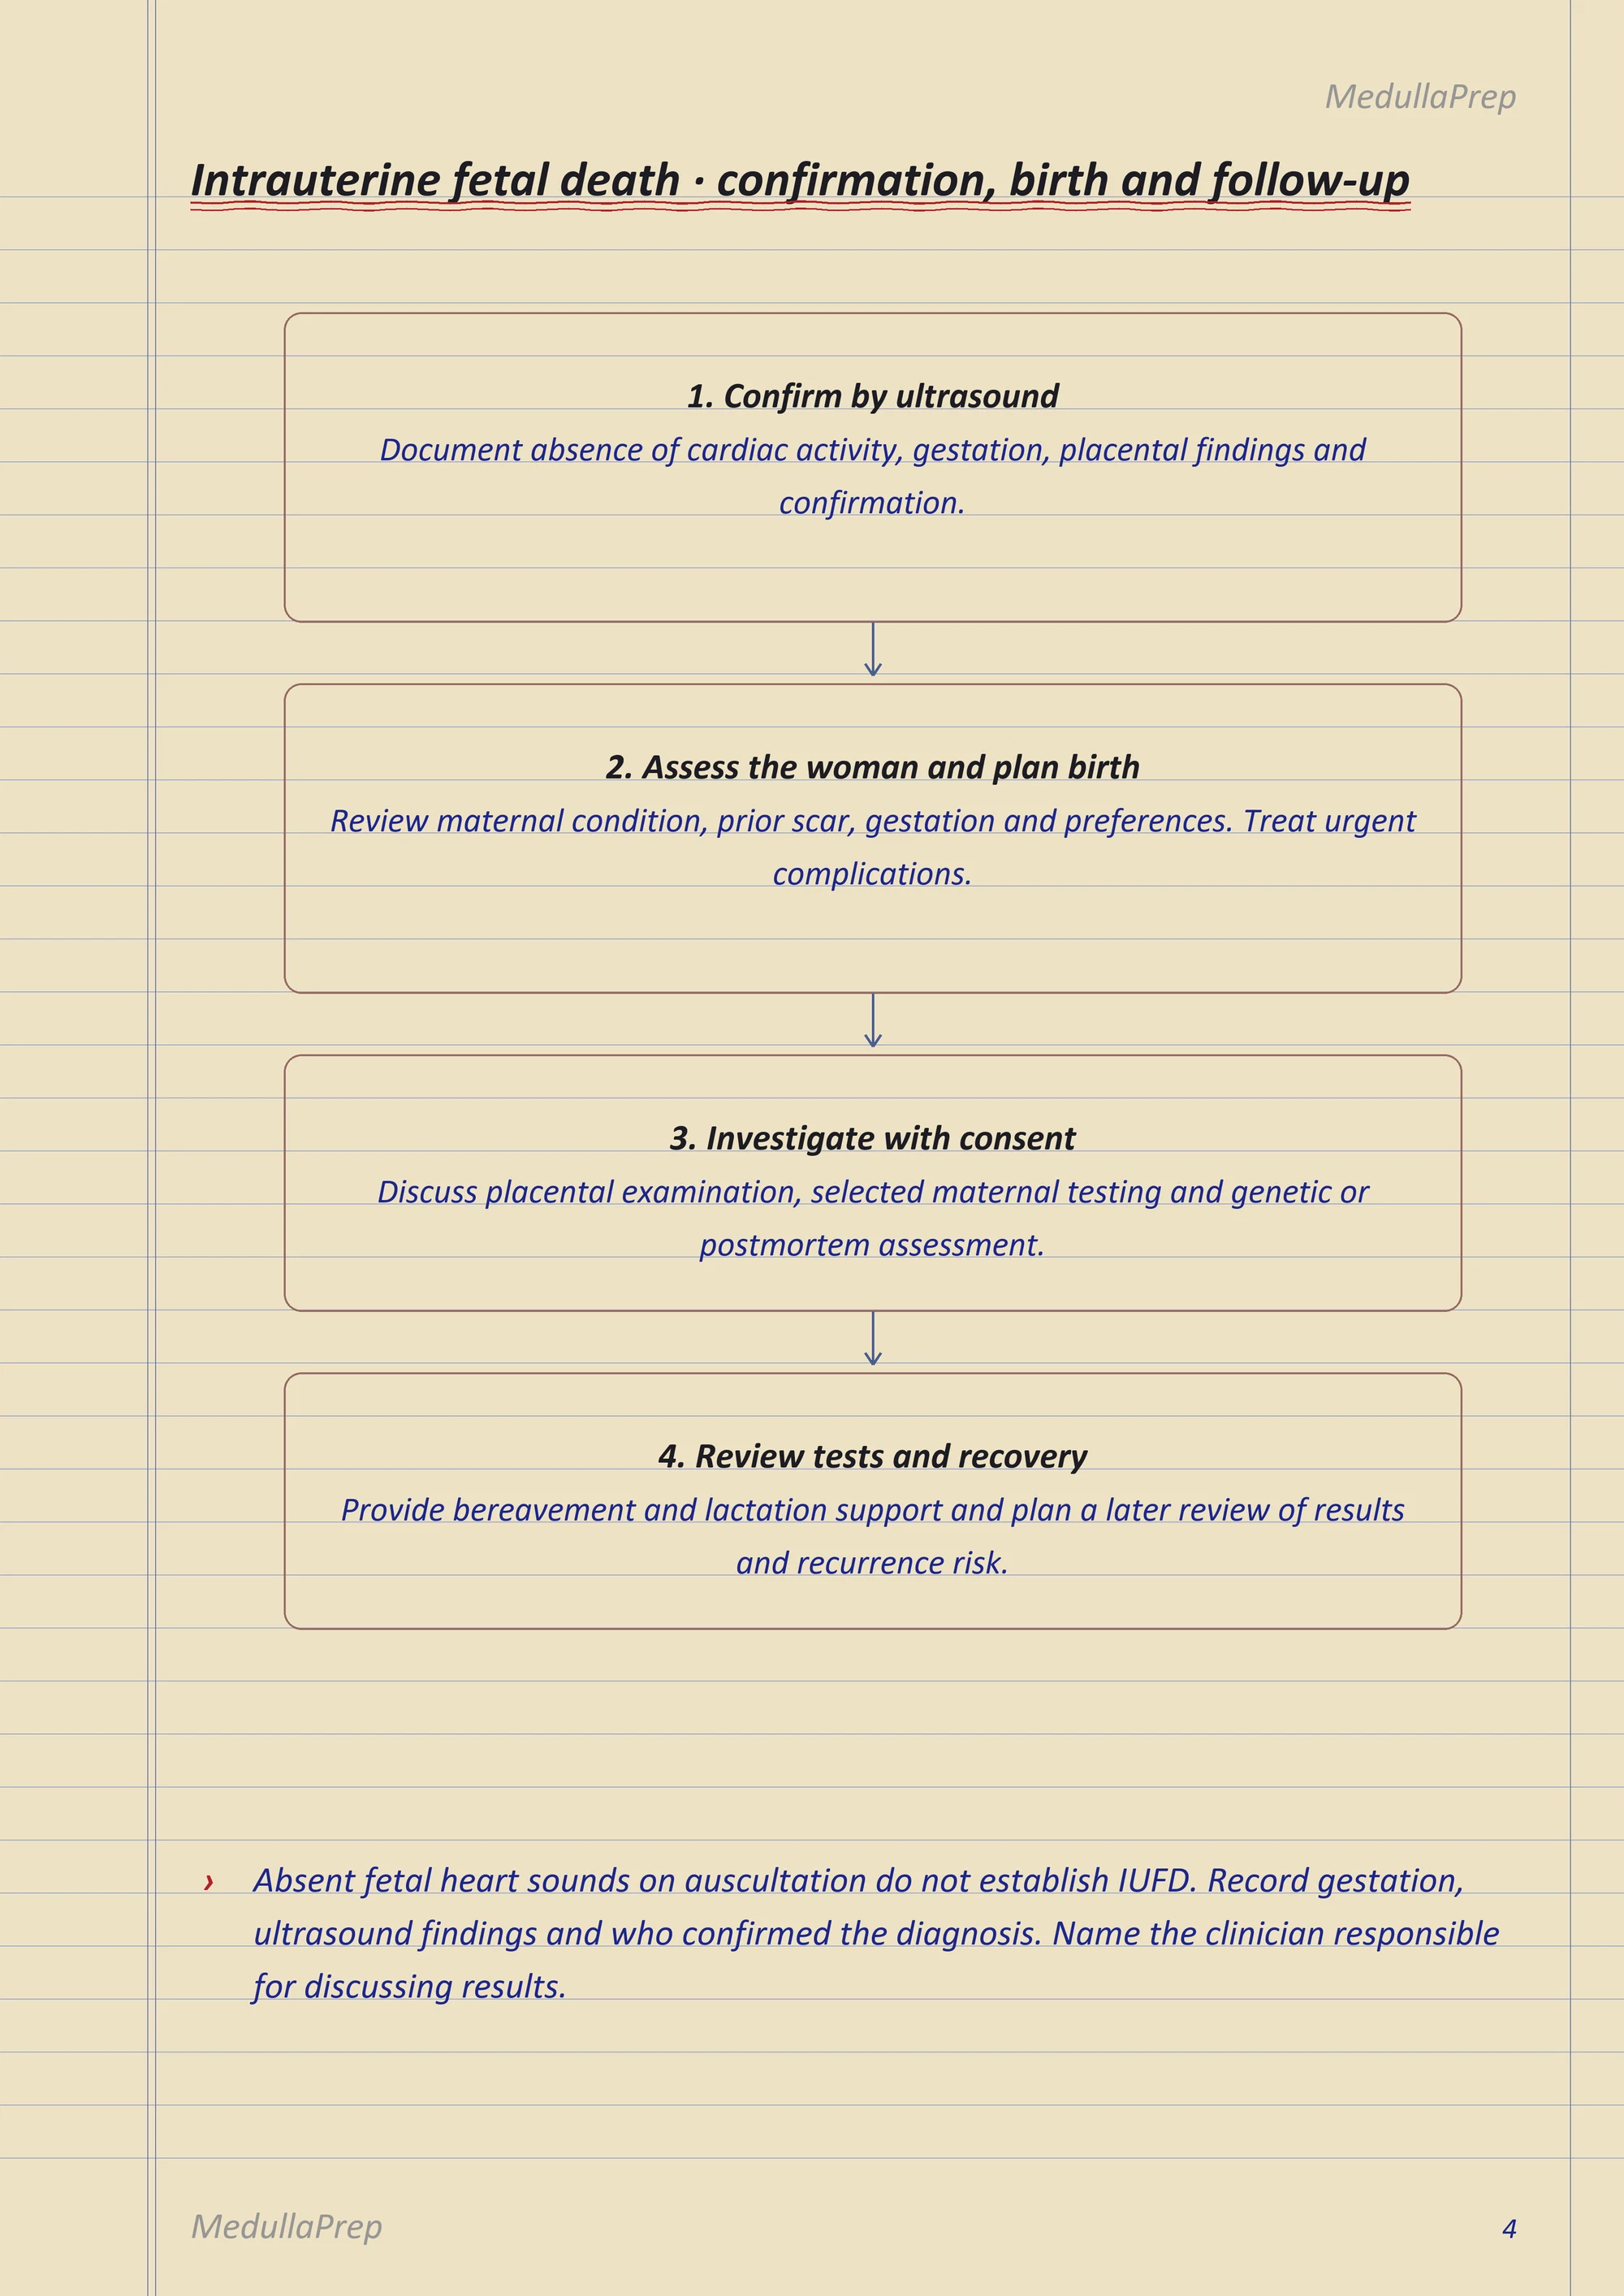 MedullaPrep
Intrauterine fetal death · confirmation, birth and follow-up
1. Confirm by ultrasound
Document absence of cardiac activity, gestation, placental findings and
confirmation.
2. Assess the woman and plan birth
Review maternal condition, prior scar, gestation and preferences. Treat urgent
complications.
3. Investigate with consent
Discuss placental examination, selected maternal testing and genetic or
postmortem assessment.
4. Review tests and recovery
Provide bereavement and lactation support and plan a later review of results
and recurrence risk.
› Absent fetal heart sounds on auscultation do not establish IUFD. Record gestation,
ultrasound findings and who confirmed the diagnosis. Name the clinician responsible
for discussing results.
MedullaPrep
4